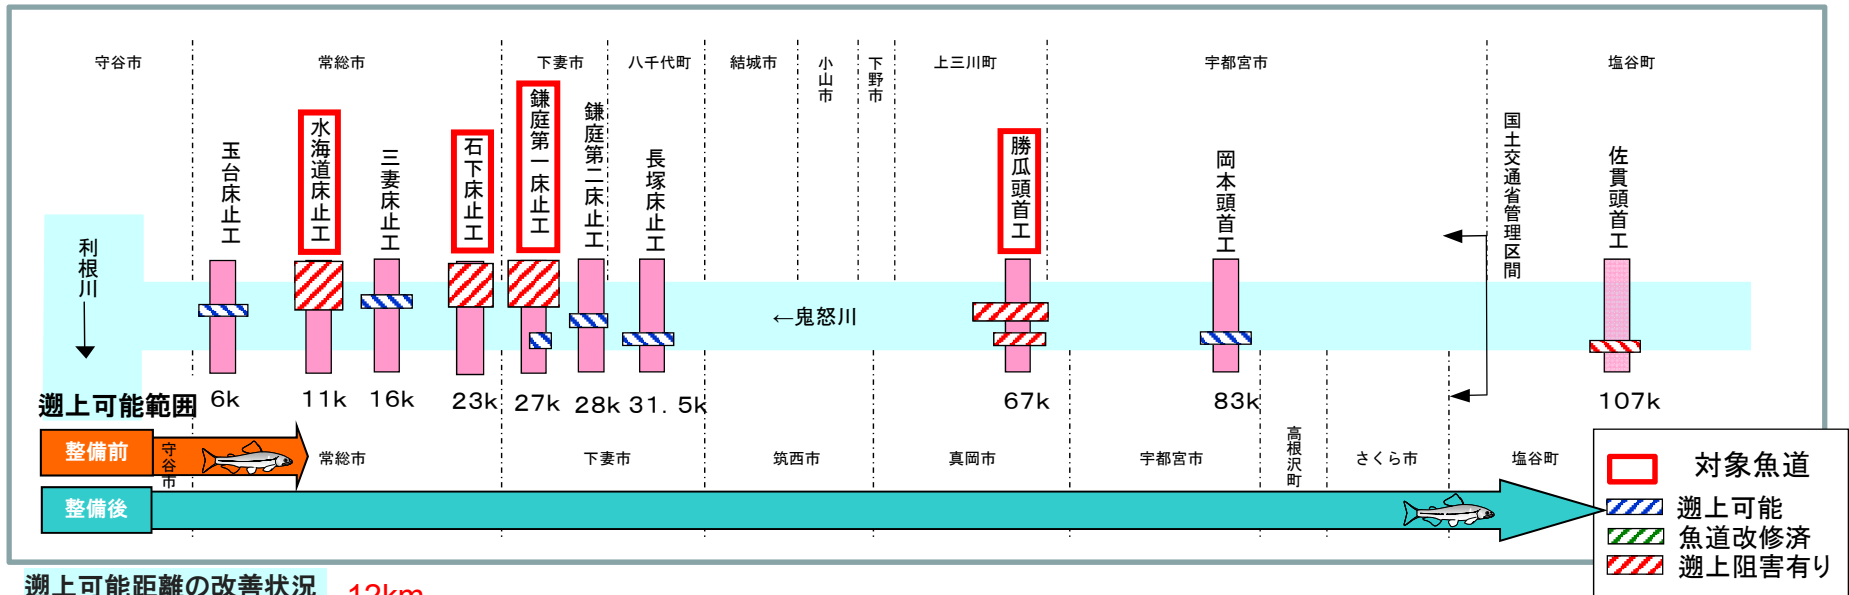 守谷市
常総市
下妻市
八千代町
結城市
小山市
下野市
上三川町
宇都宮市
塩谷町
玉台床止工
水海道床止工
三妻床止工
石下床止工
鎌庭第一床止工
鎌庭第二床止工
長塚床止工
勝瓜頭首工
岡本頭首工
国土交通省管理区間
佐貫頭首工
利根川
←鬼怒川
6k
11k
16k
23k
27k
28k
31.5k
67k
83k
107k
遡上可能範囲
整備前
守谷市
常総市
下妻市
筑西市
真岡市
宇都宮市
高根沢町
さくら市
塩谷町
整備後
対象魚道
遡上可能
魚道改修済
遡上阻害有り
遡上可能距離の改善状況
12km